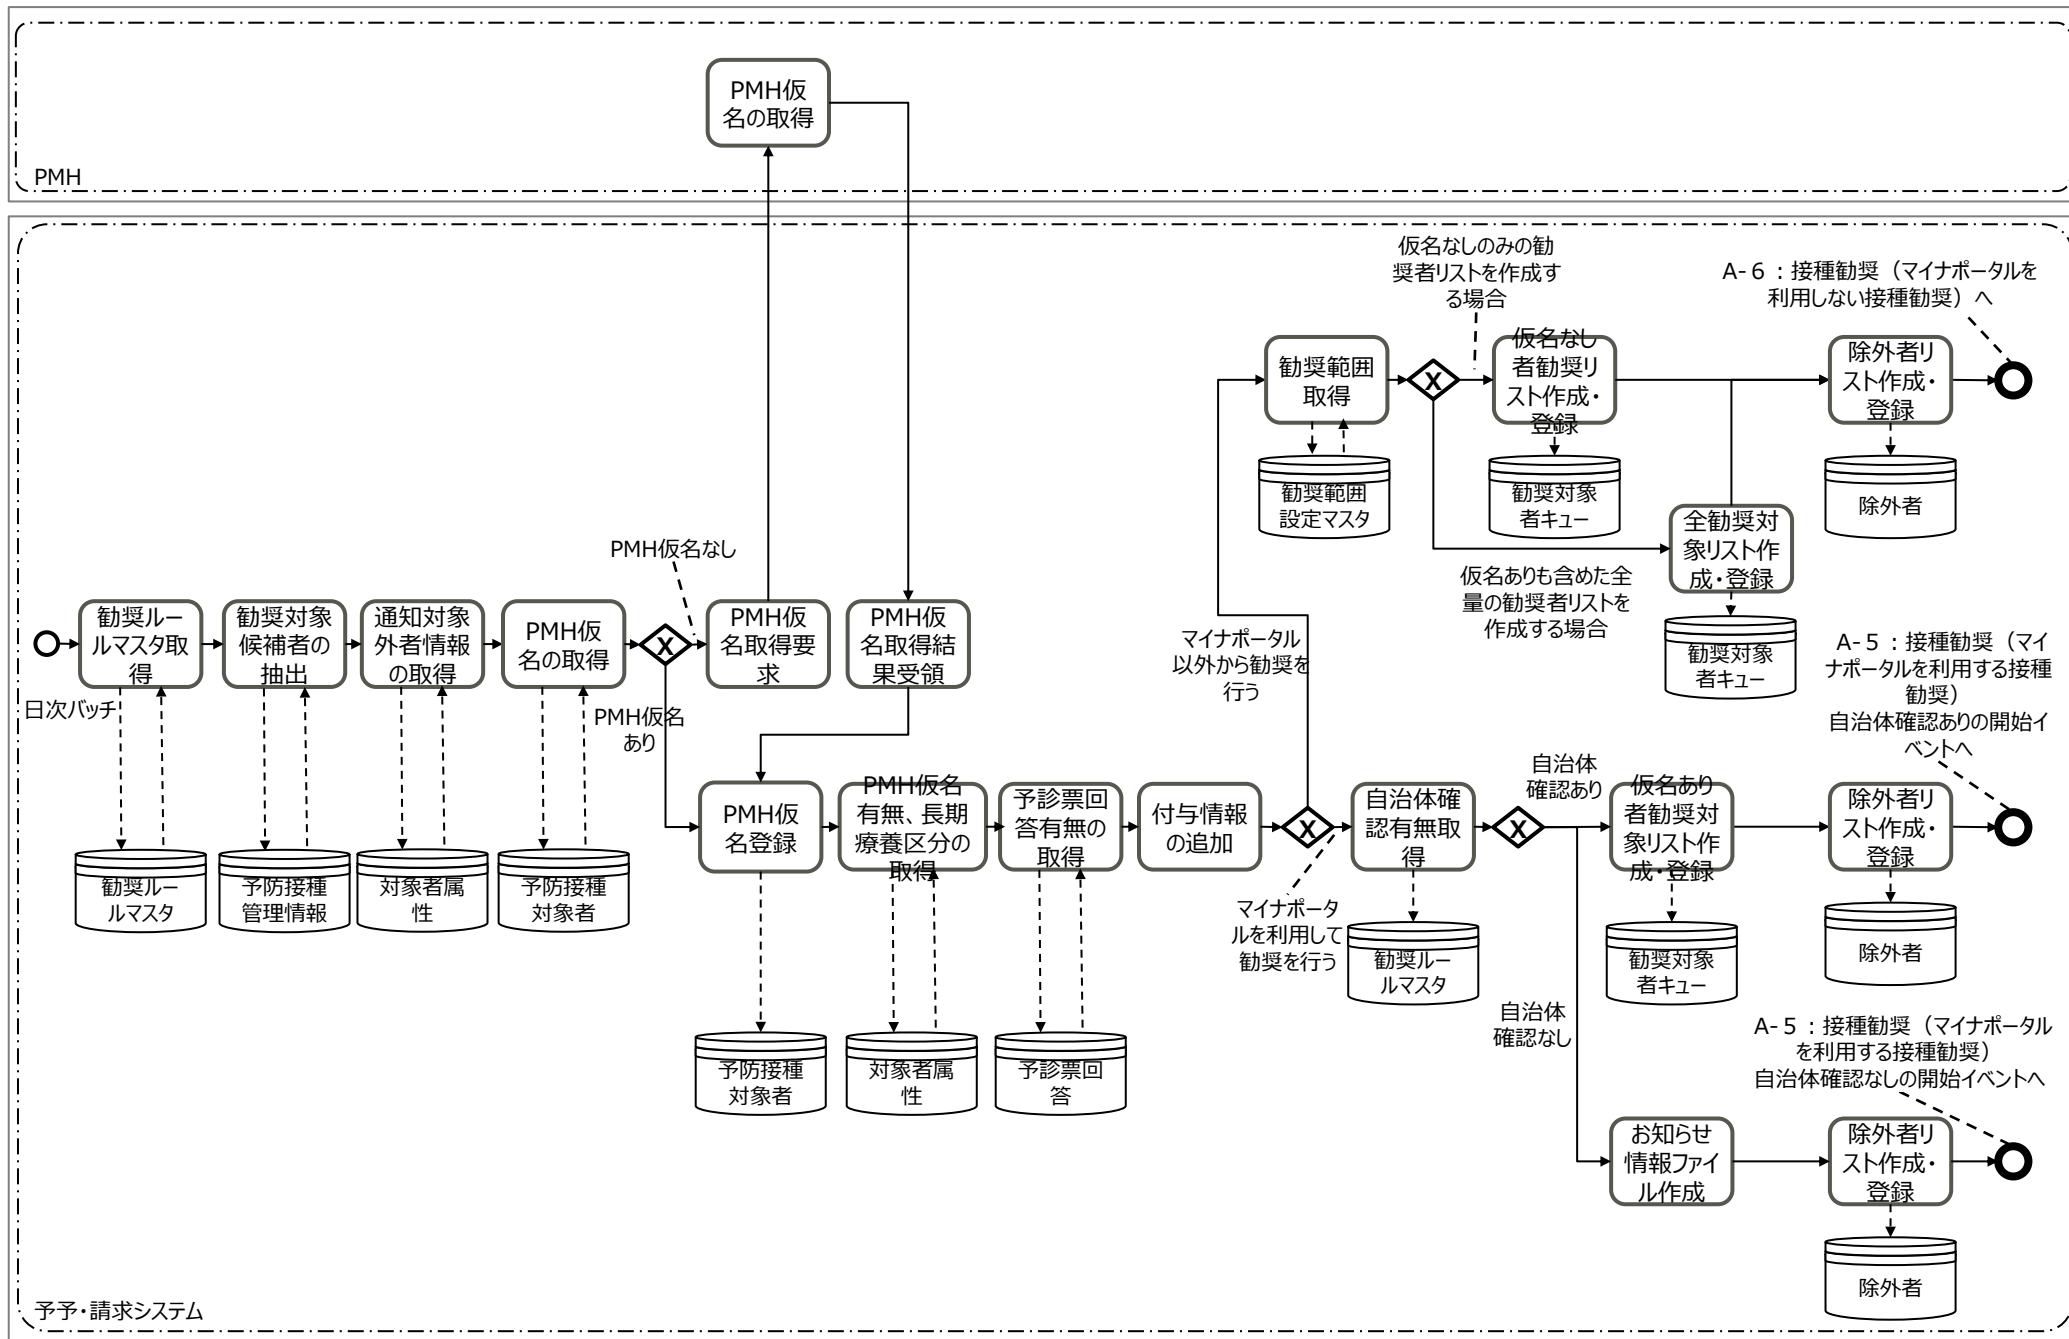 PMH仮
名の取得
PMH
仮名なしのみの勧
奨者リストを作成す
る場合
A-６：接種勧奨（マイナポータルを
利用しない接種勧奨）へ
勧奨範囲
取得
X
仮名なし
者勧奨リ
スト作成・
登録
除外者リ
スト作成・
登録
勧奨範囲
設定マスタ
勧奨対象
者キュー
除外者
全勧奨対
象リスト作
成・登録
仮名ありも含めた全
量の勧奨者リストを
作成する場合
勧奨対象
者キュー
PMH仮名なし
勧奨ルー
ルマスタ取
得
勧奨対象
候補者の
抽出
通知対象
外者情報
の取得
PMH仮
名の取得
X
PMH仮
名取得要
求
PMH仮
名取得結
果受領
日次バッチ
PMH仮名
あり
マイナポータル
以外から勧奨を
行う
A-５：接種勧奨（マイ
ナポータルを利用する接種
勧奨）
自治体確認ありの開始イ
ベントへ
勧奨ルー
ルマスタ
予防接種
管理情報
対象者属
性
予防接種
対象者
PMH仮
名登録
PMH仮名
有無、長期
療養区分の
取得
予診票回
答有無の
取得
付与情報
の追加
X
自治体確
認有無取
得
X
自治体
確認あり
仮名あり
者勧奨対
象リスト作
成・登録
除外者リ
スト作成・
登録
マイナポータ
ルを利用して
勧奨を行う
勧奨ルー
ルマスタ
勧奨対象
者キュー
除外者
自治体
確認なし
A-５：接種勧奨（マイナポータル
を利用する接種勧奨）
自治体確認なしの開始イベントへ
予防接種
対象者
対象者属
性
予診票回
答
お知らせ
情報ファイ
ル作成
除外者リ
スト作成・
登録
除外者
予予・請求システム